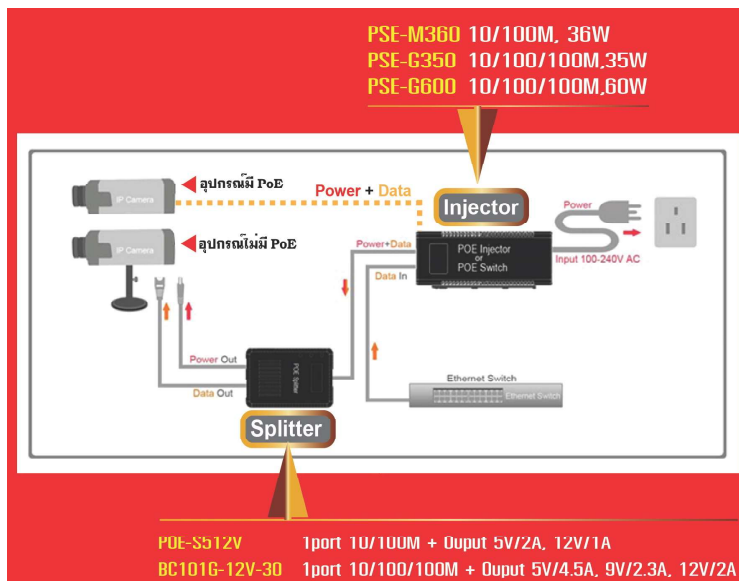 PSE-M360 10/100M, 36W
PSE-G350 10/100/100M,35W
PSE-G600 10/100/100M,60W
อุปกรณ์มี PoE
IP Camera
Power + Data
Injector
Power
อุปกรณ์ไม่มี PoE
IP Camera
Power+Data
POE Injector
or
POE Switch
Input 100-240V AC
Data In
Power Out
Data Out
POE Splitter
Ethernet Switch
Ethernet Switch
Splitter
POE-S512V 1port 10/100M + Ouput 5V/2A, 12V/1A
BC101G-12V-30 1port 10/100/100M + Ouput 5V/4.5A, 9V/2.3A, 12V/2A